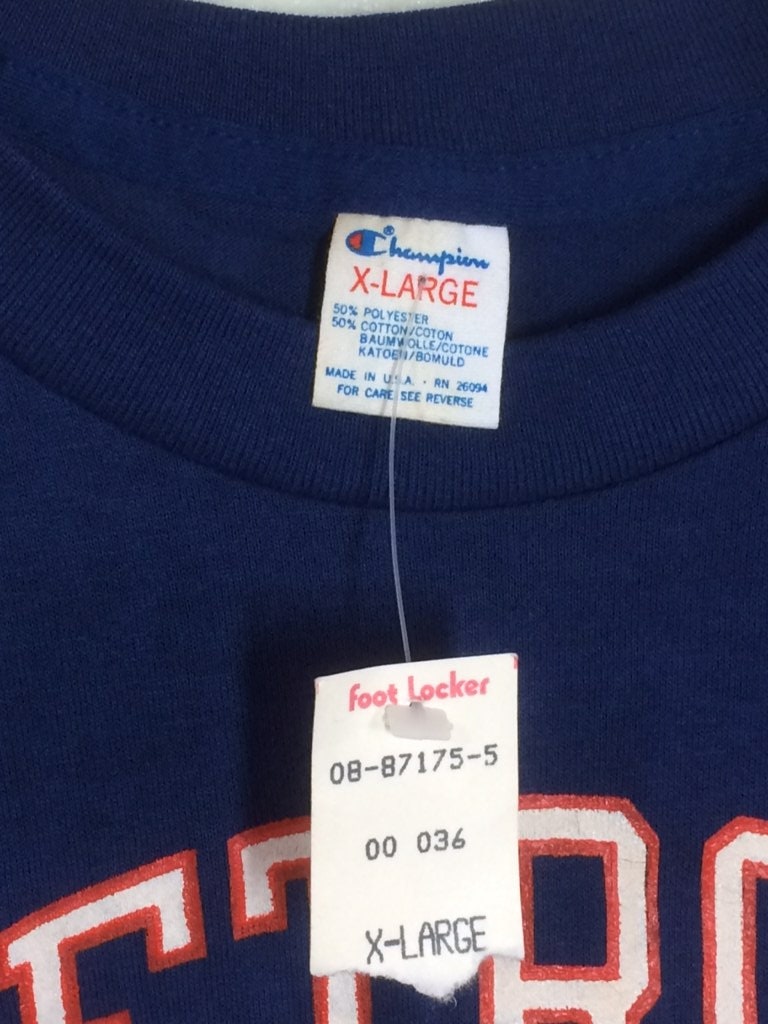 Champion®
X-LARGE
50% POLYESTER
50% COTTON/COTON
BAUMWOLLE/COTONE
KATOEN/BOMULD
MADE IN U.S.A. · RN 26094
FOR CARE SEE REVERSE
foot Locker
08-87175-5
00 036
X-LARGE
ETRO